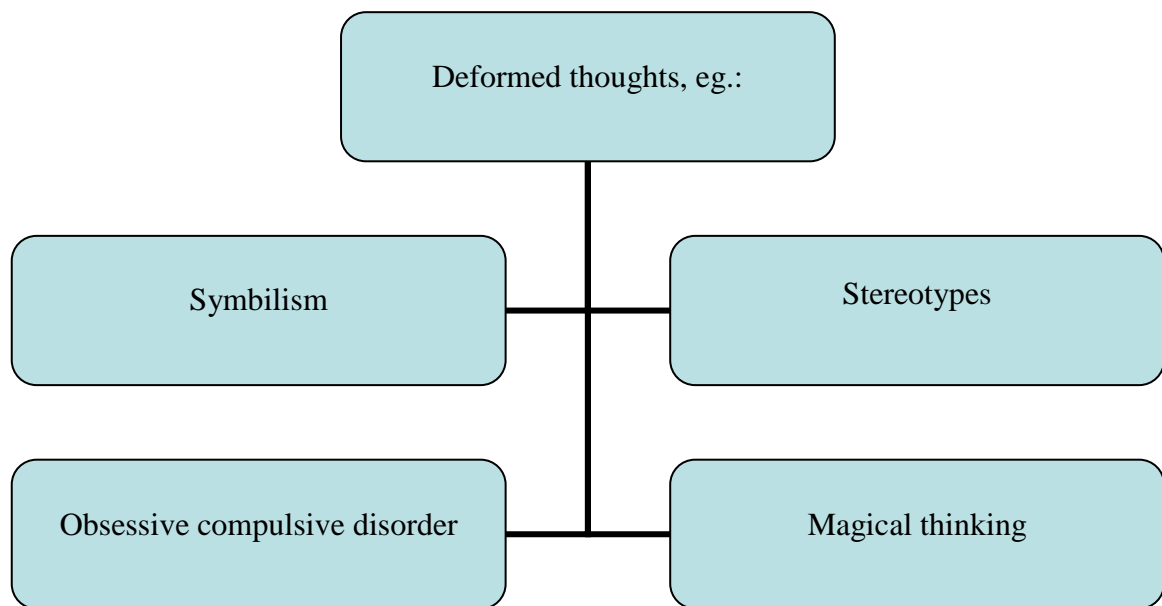 Deformed thoughts, eg.:
Symbilism
Stereotypes
Obsessive compulsive disorder
Magical thinking